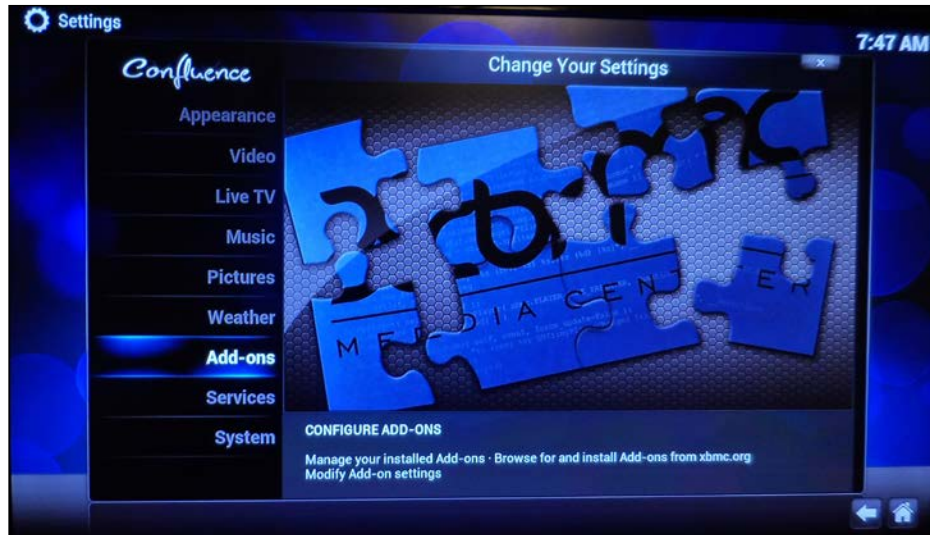 Settings
7:47 AM
Confluence
Change Your Settings
Appearance
Video
Live TV
Music
Pictures
Weather
Add-ons
Services
System
xbmc
MEDIA CENTER
CONFIGURE ADD-ONS
Manage your installed Add-ons · Browse for and install Add-ons from xbmc.org
Modify Add-on settings